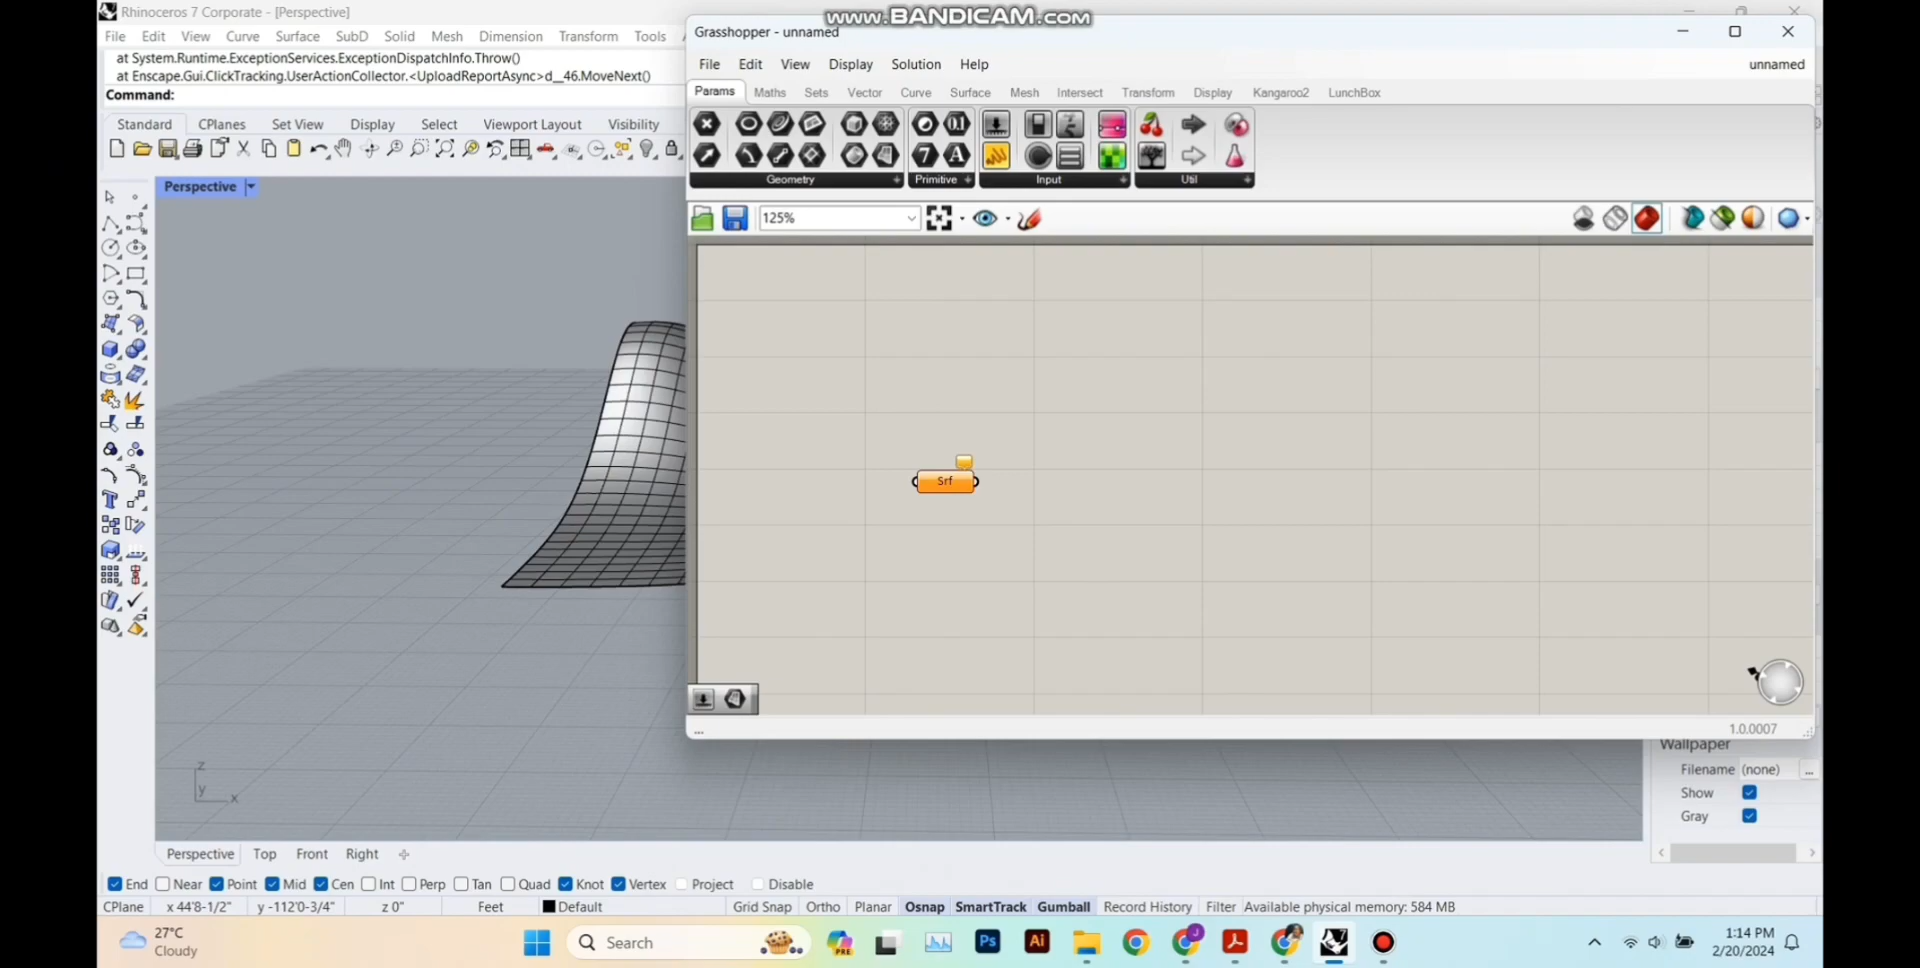 Rhinoceros 7 Corporate - [Perspective]
www.BANDICAM.com
File Edit View Curve Surface SubD Solid Mesh Dimension Transform Tools
at System.Runtime.ExceptionServices.ExceptionDispatchInfo.Throw()
at Enscape.Gui.ClickTracking.UserActionCollector.<UploadReportAsync>d__46.MoveNext()
Command:
Standard CPlanes Set View Display Select Viewport Layout Visibility
Perspective
Grasshopper - unnamed
File Edit View Display Solution Help unnamed
Params Maths Sets Vector Curve Surface Mesh Intersect Transform Display Kangaroo2 LunchBox
Geometry Primitive Input Util
125%
Srf
...
1.0.0007
z
y x
Wallpaper
Filename (none) ...
Show
Gray
Perspective Top Front Right
End Near Point Mid Cen Int Perp Tan Quad Knot Vertex Project Disable
CPlane x 44'8-1/2" y -112'0-3/4" z 0" Feet Default Grid Snap Ortho Planar Osnap SmartTrack Gumball Record History Filter Available physical memory: 584 MB
27°C
Cloudy
Search
PRE
Ps
Ai
J
1:14 PM
2/20/2024